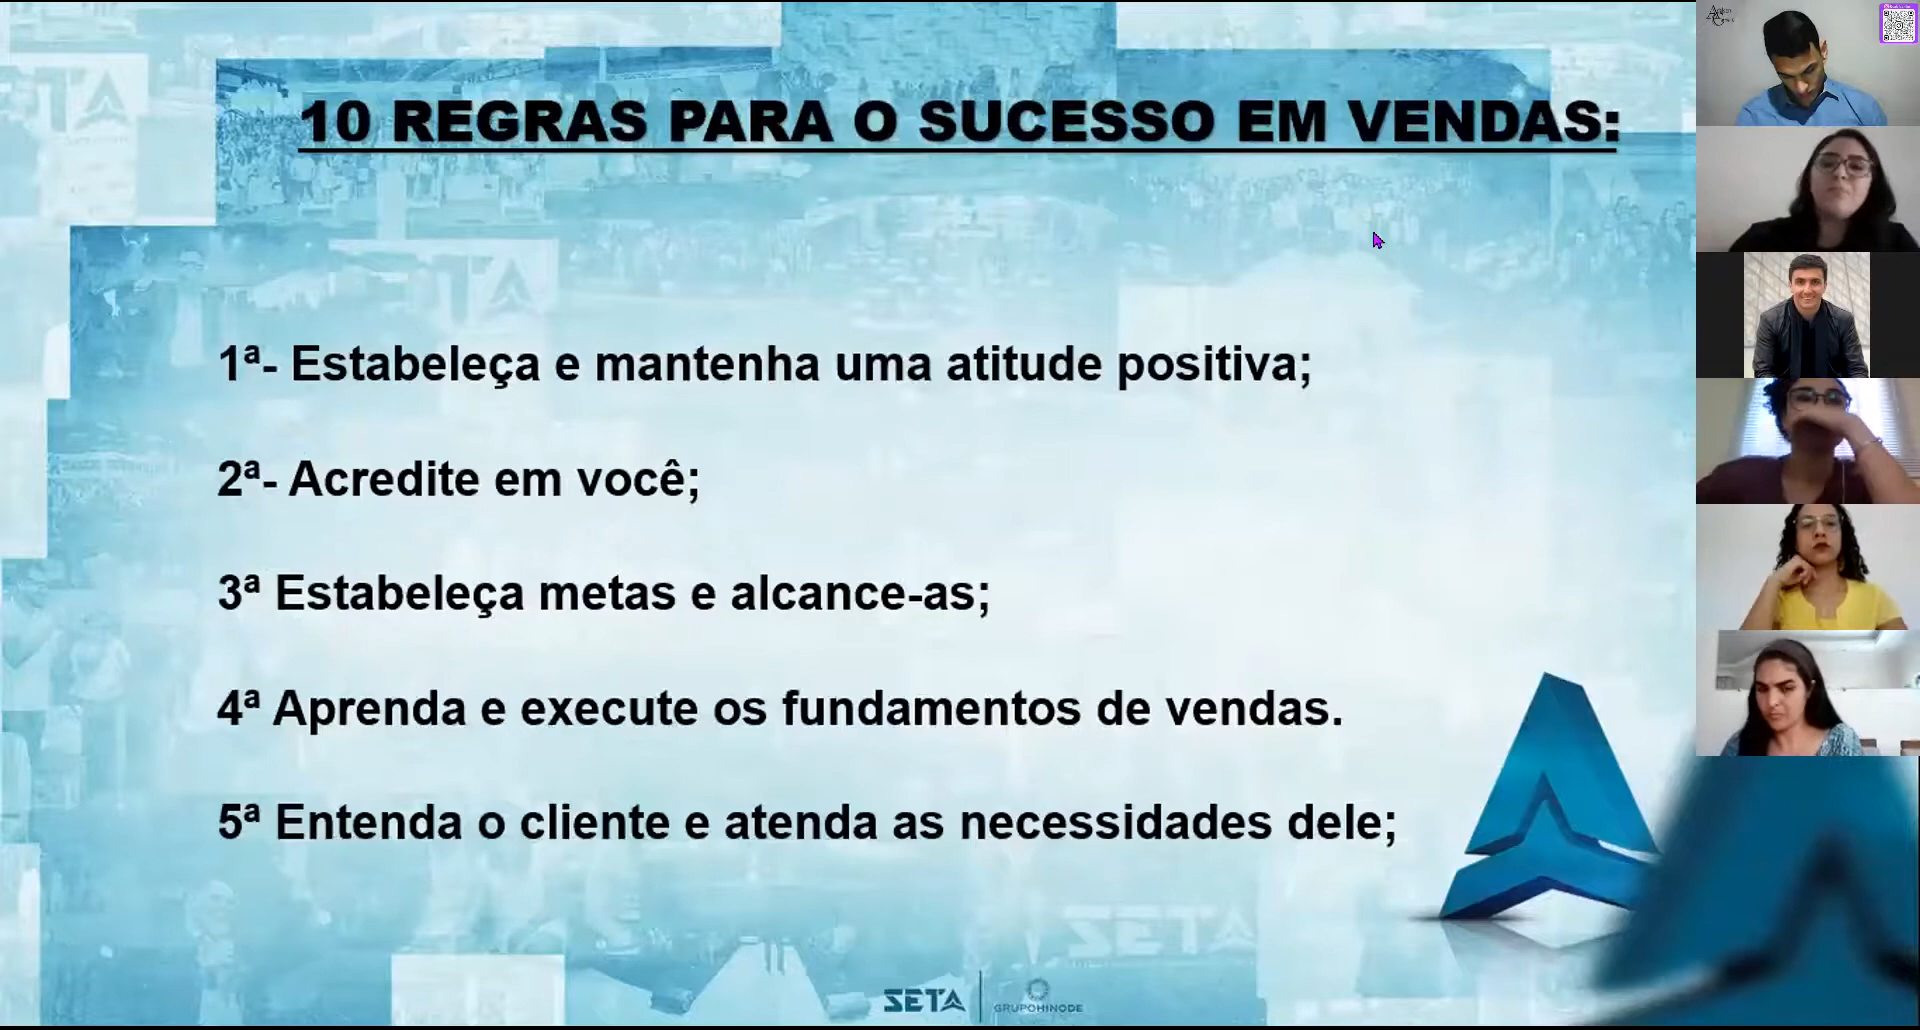 10 REGRAS PARA O SUCESSO EM VENDAS:
1ª- Estabeleça e mantenha uma atitude positiva;
2ª- Acredite em você;
3ª Estabeleça metas e alcance-as;
4ª Aprenda e execute os fundamentos de vendas.
5ª Entenda o cliente e atenda as necessidades dele;
SETA
SETA
GRUPOHINODE